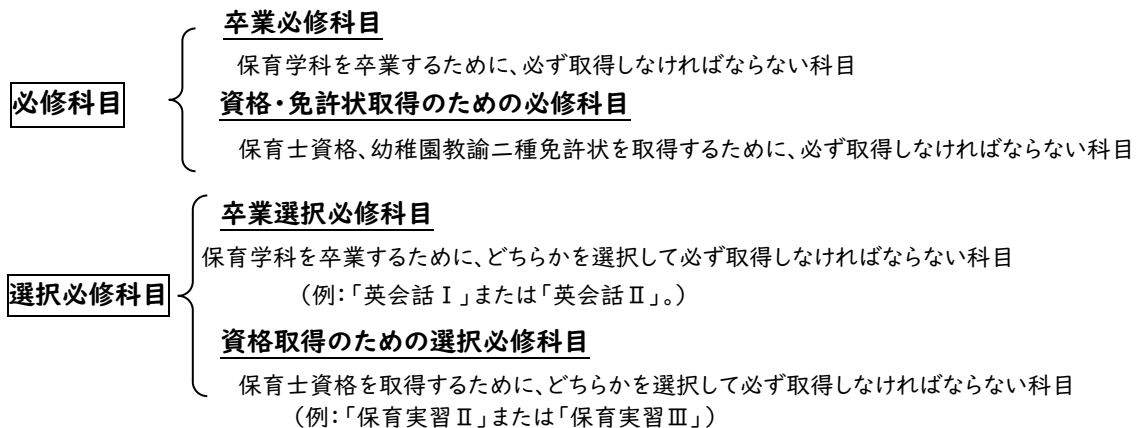 卒業必修科目
保育学科を卒業するために、必ず取得しなければならない科目
必修科目
資格・免許状取得のための必修科目
保育士資格、幼稚園教諭二種免許状を取得するために、必ず取得しなければならない科目
卒業選択必修科目
保育学科を卒業するために、どちらかを選択して必ず取得しなければならない科目
選択必修科目
（例：「英会話Ⅰ」または「英会話Ⅱ」。）
資格取得のための選択必修科目
保育士資格を取得するために、どちらかを選択して必ず取得しなければならない科目
（例：「保育実習Ⅱ」または「保育実習Ⅲ」）